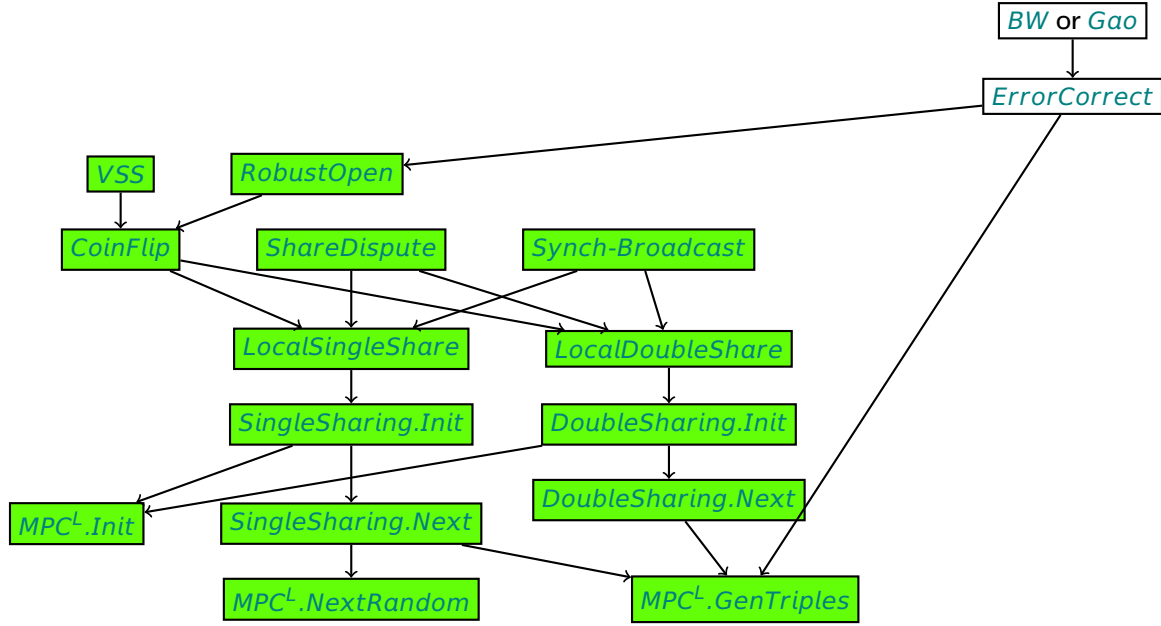 BW or Gao
ErrorCorrect
VSS
RobustOpen
CoinFlip
ShareDispute
Synch-Broadcast
LocalSingleShare
LocalDoubleShare
SingleSharing.Init
DoubleSharing.Init
DoubleSharing.Next
MPC^L.Init
SingleSharing.Next
MPC^L.NextRandom
MPC^L.GenTriples